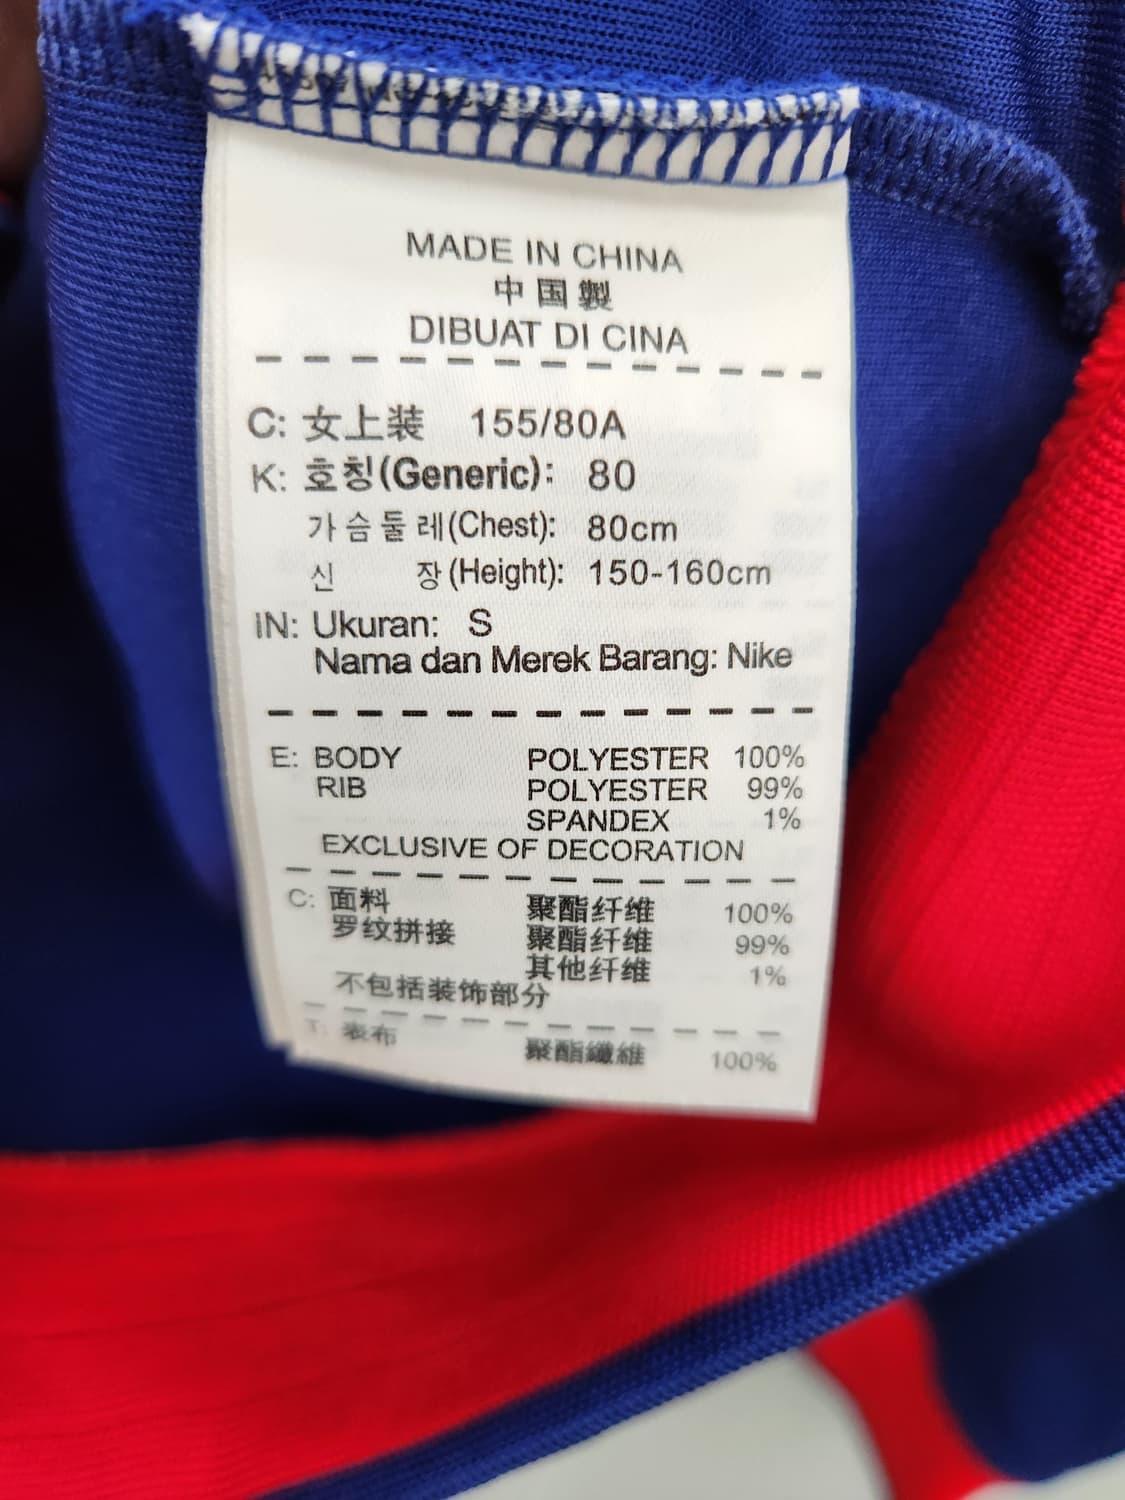 MADE IN CHINA
中国製
DIBUAT DI CINA
C: 女上装 155/80A
K: 호칭(Generic): 80
가슴둘레(Chest): 80cm
신 장(Height): 150-160cm
IN: Ukuran: S
Nama dan Merek Barang: Nike
E: BODY POLYESTER 100%
RIB POLYESTER 99%
SPANDEX 1%
EXCLUSIVE OF DECORATION
C: 面料 聚酯纤维 100%
罗纹拼接 聚酯纤维 99%
其他纤维 1%
不包括装饰部分
T: 表布 聚酯纖維 100%